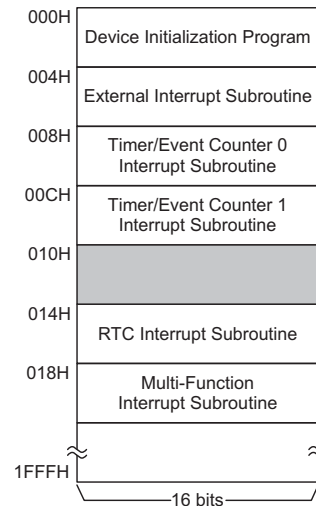 000H
Device Initialization Program
004H
External Interrupt Subroutine
008H
Timer/Event Counter 0
Interrupt Subroutine
00CH
Timer/Event Counter 1
Interrupt Subroutine
010H
014H
RTC Interrupt Subroutine
018H
Multi-Function
Interrupt Subroutine
1FFFH
16 bits